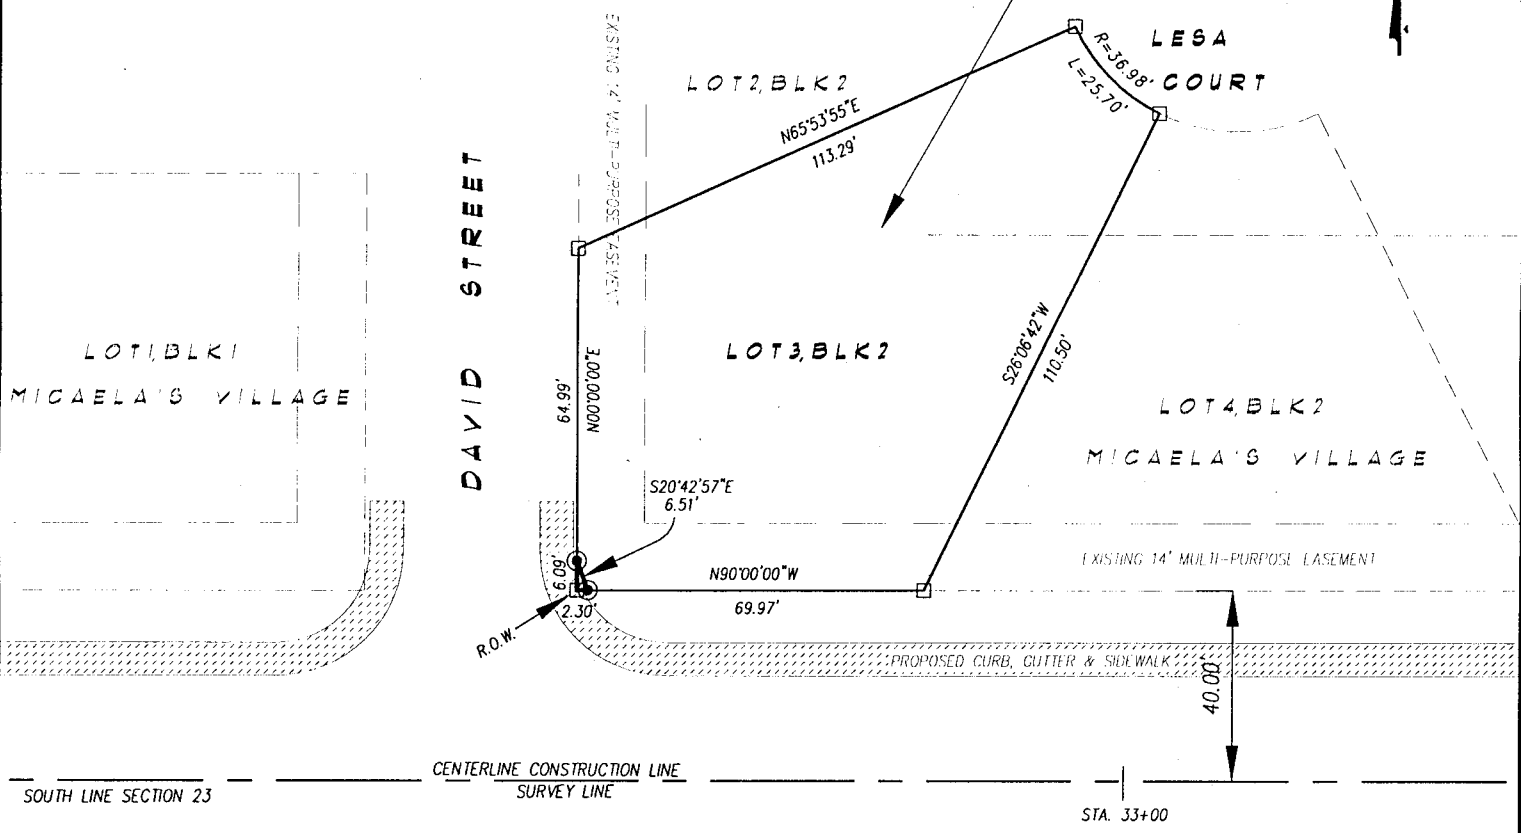 LESA
COURT
R=36.98'
L=25.70'
LOT 2, BLK 2
EXISTING 14' MULTI-PURPOSE EASEMENT
N65°53'55"E
113.29'
DAVID STREET
LOT 1, BLK 1
MICAELA'S VILLAGE
LOT 3, BLK 2
S26°06'42"W
110.50'
64.99'
N00°00'00"E
LOT 4, BLK 2
MICAELA'S VILLAGE
S20°42'57"E
6.51'
EXISTING 14' MULTI-PURPOSE EASEMENT
6.09'
2.30'
N90°00'00"W
69.97'
R.O.W.
PROPOSED CURB, GUTTER & SIDEWALK
40.00'
CENTERLINE CONSTRUCTION LINE
SURVEY LINE
SOUTH LINE SECTION 23
STA. 33+00